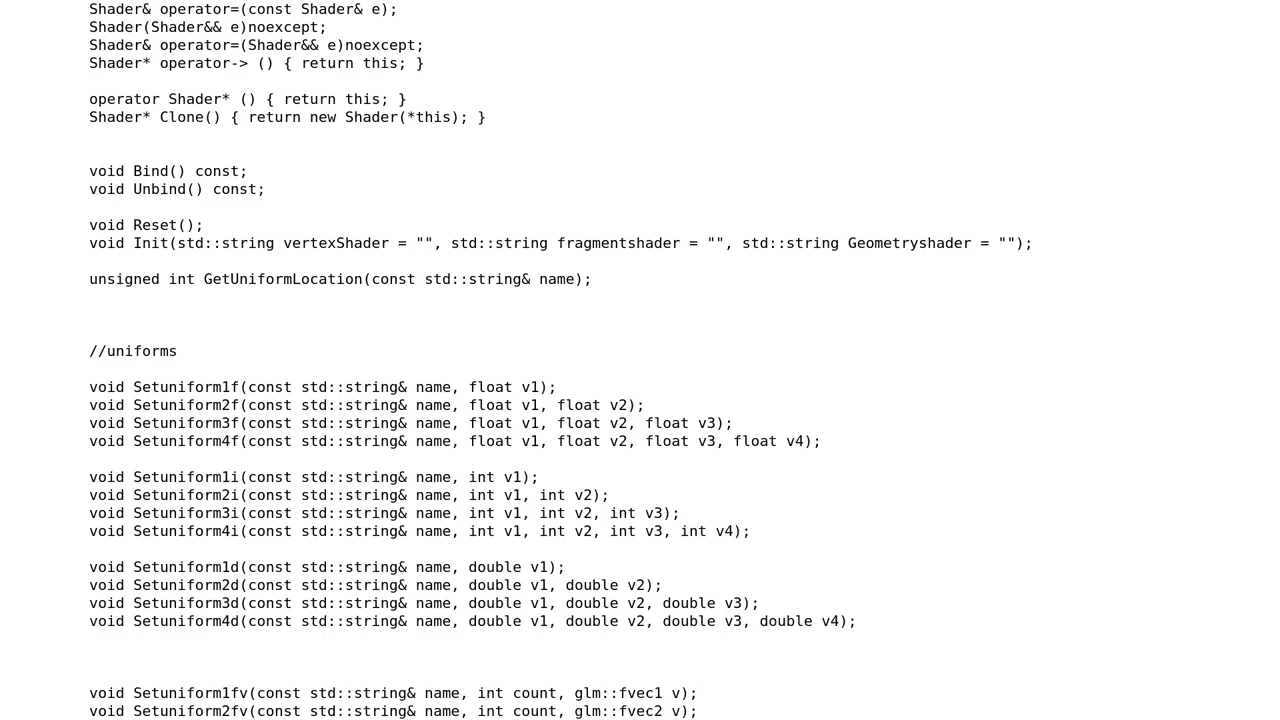 Shader& operator=(const Shader& e);
Shader(Shader&& e)noexcept;
Shader& operator=(Shader&& e)noexcept;
Shader* operator-> () { return this; }
operator Shader* () { return this; }
Shader* Clone() { return new Shader(*this); }
void Bind() const;
void Unbind() const;
void Reset();
void Init(std::string vertexShader = "", std::string fragmentshader = "", std::string Geometryshader = "");
unsigned int GetUniformLocation(const std::string& name);
//uniforms
void Setuniform1f(const std::string& name, float v1);
void Setuniform2f(const std::string& name, float v1, float v2);
void Setuniform3f(const std::string& name, float v1, float v2, float v3);
void Setuniform4f(const std::string& name, float v1, float v2, float v3, float v4);
void Setuniform1i(const std::string& name, int v1);
void Setuniform2i(const std::string& name, int v1, int v2);
void Setuniform3i(const std::string& name, int v1, int v2, int v3);
void Setuniform4i(const std::string& name, int v1, int v2, int v3, int v4);
void Setuniform1d(const std::string& name, double v1);
void Setuniform2d(const std::string& name, double v1, double v2);
void Setuniform3d(const std::string& name, double v1, double v2, double v3);
void Setuniform4d(const std::string& name, double v1, double v2, double v3, double v4);
void Setuniform1fv(const std::string& name, int count, glm::fvec1 v);
void Setuniform2fv(const std::string& name, int count, glm::fvec2 v);